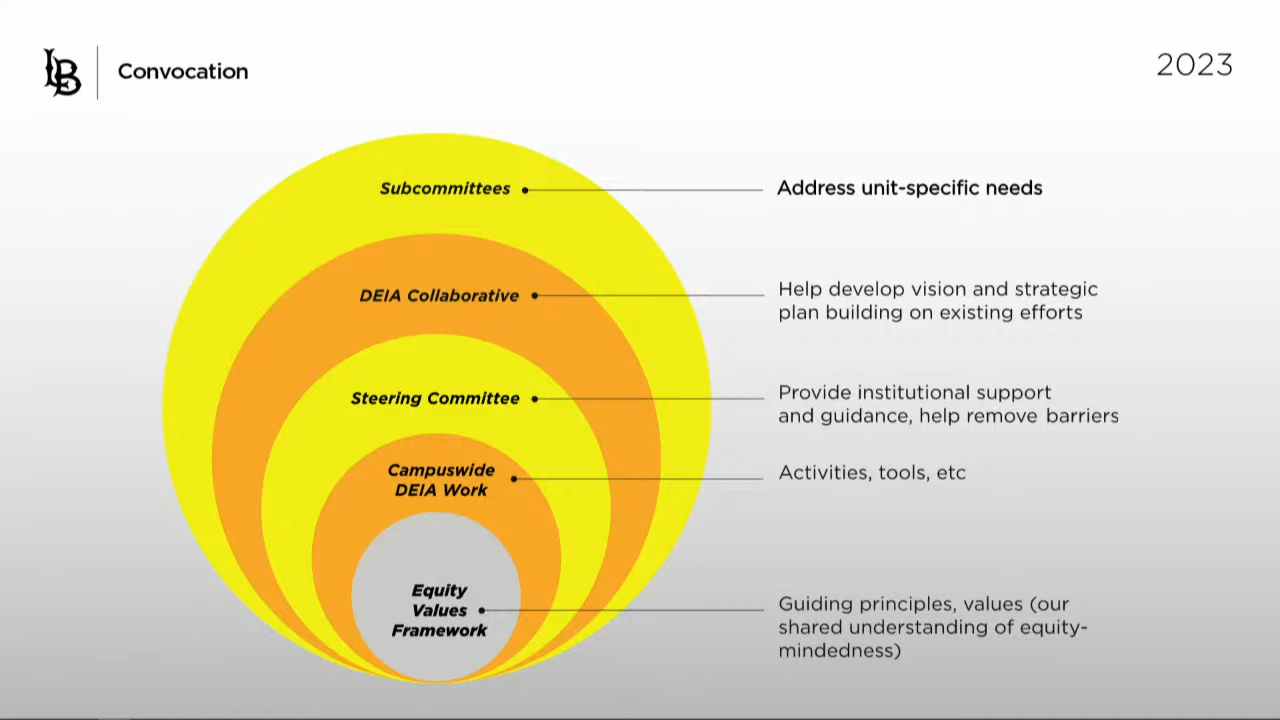 LB
Convocation
2023
Subcommittees
Address unit-specific needs
DEIA Collaborative
Help develop vision and strategic
plan building on existing efforts
Steering Committee
Provide institutional support
and guidance, help remove barriers
Campuswide
DEIA Work
Activities, tools, etc
Equity
Values
Framework
Guiding principles, values (our
shared understanding of equity-
mindedness)